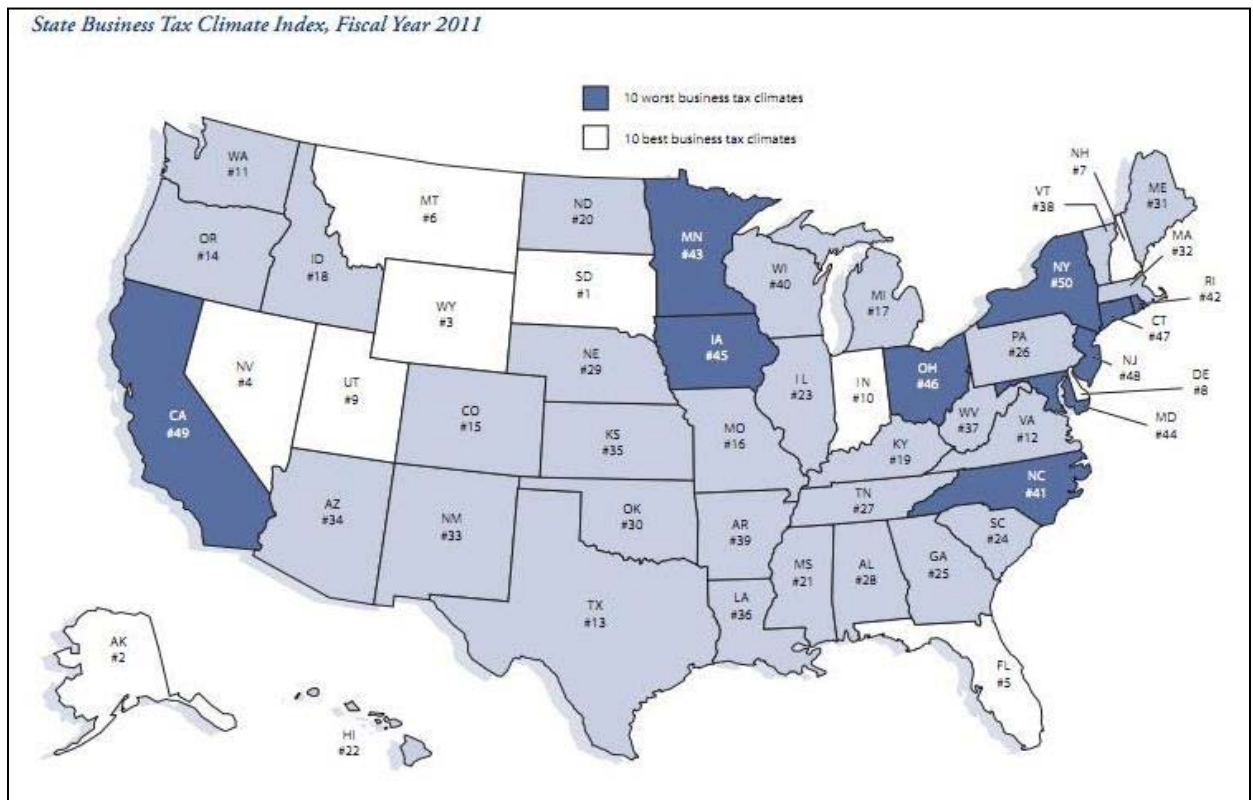 State Business Tax Climate Index, Fiscal Year 2011
10 worst business tax climates
10 best business tax climates
WA
#11
OR
#14
ID
#18
MT
#6
WY
#3
NV
#4
UT
#9
CA
#49
AZ
#34
CO
#15
NM
#33
ND
#20
SD
#1
NE
#29
KS
#35
OK
#30
TX
#13
MN
#43
IA
#45
MO
#16
AR
#39
LA
#36
WI
#40
IL
#23
MI
#17
IN
#10
OH
#46
KY
#19
TN
#27
MS
#21
AL
#28
GA
#25
FL
#5
SC
#24
NC
#41
VA
#12
WV
#37
PA
#26
NY
#50
VT
#38
NH
#7
ME
#31
MA
#32
RI
#42
CT
#47
NJ
#48
DE
#8
MD
#44
AK
#2
HI
#22